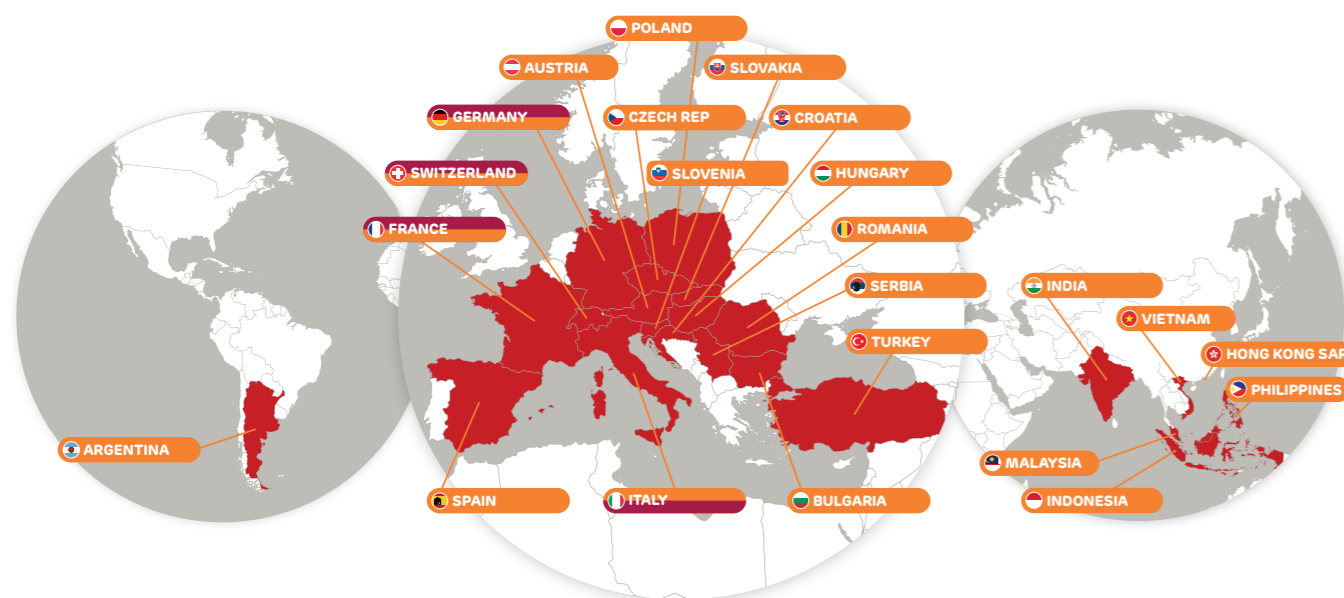 POLAND
AUSTRIA
SLOVAKIA
GERMANY
CZECH REP
CROATIA
SWITZERLAND
SLOVENIA
HUNGARY
FRANCE
ROMANIA
SERBIA
INDIA
VIETNAM
TURKEY
HONG KONG SAR
PHILIPPINES
ARGENTINA
MALAYSIA
SPAIN
ITALY
BULGARIA
INDONESIA